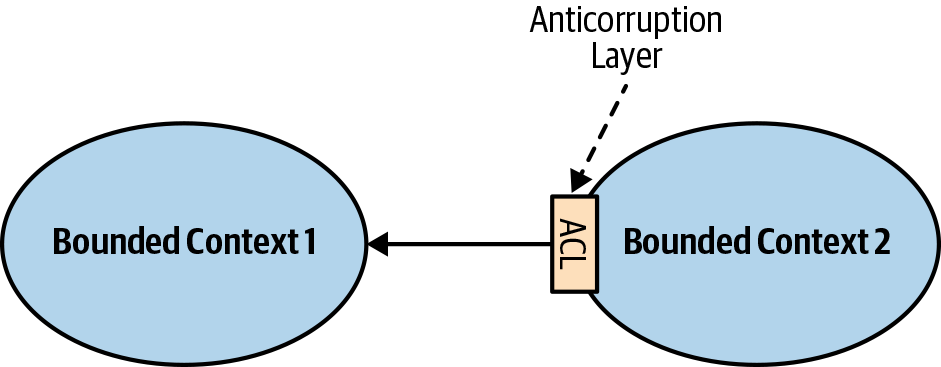 Anticorruption
Layer
Bounded Context 1
ACL
Bounded Context 2